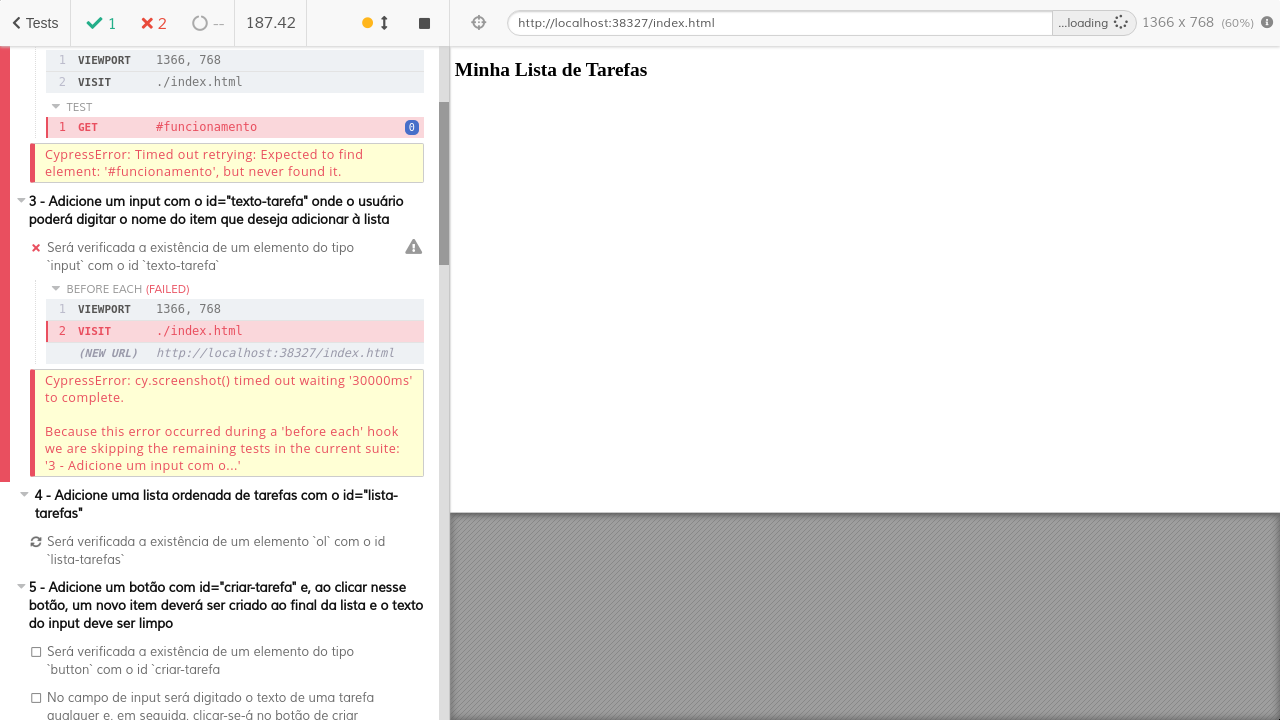 Tests 1 2 -- 187.42 http://localhost:38327/index.html ...loading 1366 x 768 (60%)
1 VIEWPORT 1366, 768
2 VISIT ./index.html
TEST
1 GET #funcionamento 0
CypressError: Timed out retrying: Expected to find
element: '#funcionamento', but never found it.
3 - Adicione um input com o id="texto-tarefa" onde o usuário
poderá digitar o nome do item que deseja adicionar à lista
Será verificada a existência de um elemento do tipo
`input` com o id `texto-tarefa`
BEFORE EACH (FAILED)
1 VIEWPORT 1366, 768
2 VISIT ./index.html
(NEW URL) http://localhost:38327/index.html
CypressError: cy.screenshot() timed out waiting '30000ms'
to complete.
Because this error occurred during a 'before each' hook
we are skipping the remaining tests in the current suite:
'3 - Adicione um input com o...'
4 - Adicione uma lista ordenada de tarefas com o id="lista-
tarefas"
Será verificada a existência de um elemento `ol` com o id
`lista-tarefas`
5 - Adicione um botão com id="criar-tarefa" e, ao clicar nesse
botão, um novo item deverá ser criado ao final da lista e o texto
do input deve ser limpo
Será verificada a existência de um elemento do tipo
`button` com o id `criar-tarefa
No campo de input será digitado o texto de uma tarefa
qualquer e, em seguida, clicar-se-á no botão de criar
Minha Lista de Tarefas